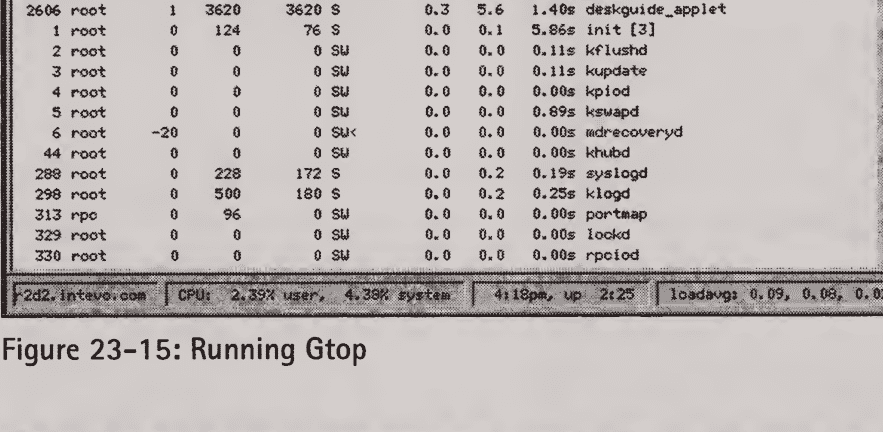 2606 root 1 3620 3620 S 0.3 5.6 1.40s deskguide_applet
1 root 0 124 76 S 0.0 0.1 5.86s init [3]
2 root 0 0 0 SW 0.0 0.0 0.11s kflushd
3 root 0 0 0 SW 0.0 0.0 0.11s kupdate
4 root 0 0 0 SW 0.0 0.0 0.00s kpiod
5 root 0 0 0 SW 0.0 0.0 0.89s kswapd
6 root -20 0 0 SW< 0.0 0.0 0.00s mdrecoveryd
44 root 0 0 0 SW 0.0 0.0 0.00s khubd
288 root 0 228 172 S 0.0 0.2 0.19s syslogd
298 root 0 500 180 S 0.0 0.2 0.25s klogd
313 rpc 0 96 0 SW 0.0 0.0 0.00s portmap
329 root 0 0 0 SW 0.0 0.0 0.00s lockd
330 root 0 0 0 SW 0.0 0.0 0.00s rpciod
r2d2.intevo.com CPU: 2.39% user, 4.38% system 4:18pm, up 2:25 loadavg: 0.09, 0.08,
Figure 23-15: Running Gtop